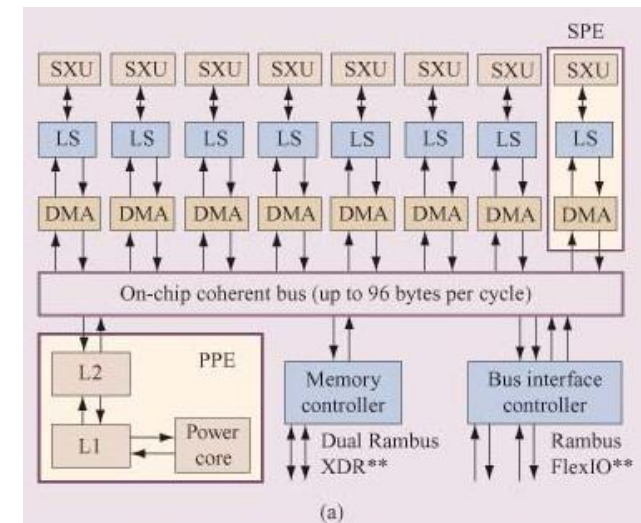 SPE
SXU SXU SXU SXU SXU SXU SXU SXU
LS LS LS LS LS LS LS LS
DMA DMA DMA DMA DMA DMA DMA DMA
On-chip coherent bus (up to 96 bytes per cycle)
PPE
L2
L1
Power
core
Memory
controller
Dual Rambus
XDR**
Bus interface
controller
Rambus
FlexIO**
(a)